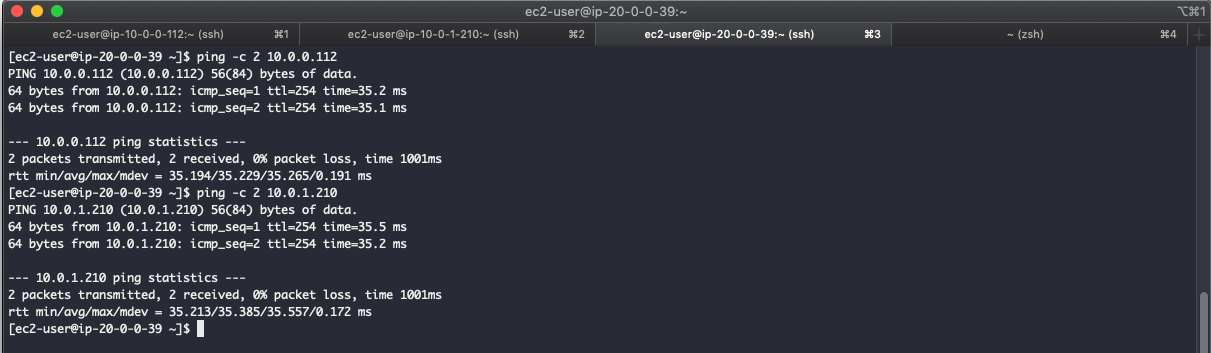 ec2-user@ip-20-0-0-39:~
⌥⌘1
ec2-user@ip-10-0-0-112:~ (ssh) ⌘1
ec2-user@ip-10-0-1-210:~ (ssh) ⌘2
ec2-user@ip-20-0-0-39:~ (ssh) ⌘3
~ (zsh) ⌘4
[ec2-user@ip-20-0-0-39 ~]$ ping -c 2 10.0.0.112
PING 10.0.0.112 (10.0.0.112) 56(84) bytes of data.
64 bytes from 10.0.0.112: icmp_seq=1 ttl=254 time=35.2 ms
64 bytes from 10.0.0.112: icmp_seq=2 ttl=254 time=35.1 ms
--- 10.0.0.112 ping statistics ---
2 packets transmitted, 2 received, 0% packet loss, time 1001ms
rtt min/avg/max/mdev = 35.194/35.229/35.265/0.191 ms
[ec2-user@ip-20-0-0-39 ~]$ ping -c 2 10.0.1.210
PING 10.0.1.210 (10.0.1.210) 56(84) bytes of data.
64 bytes from 10.0.1.210: icmp_seq=1 ttl=254 time=35.5 ms
64 bytes from 10.0.1.210: icmp_seq=2 ttl=254 time=35.2 ms
--- 10.0.1.210 ping statistics ---
2 packets transmitted, 2 received, 0% packet loss, time 1001ms
rtt min/avg/max/mdev = 35.213/35.385/35.557/0.172 ms
[ec2-user@ip-20-0-0-39 ~]$